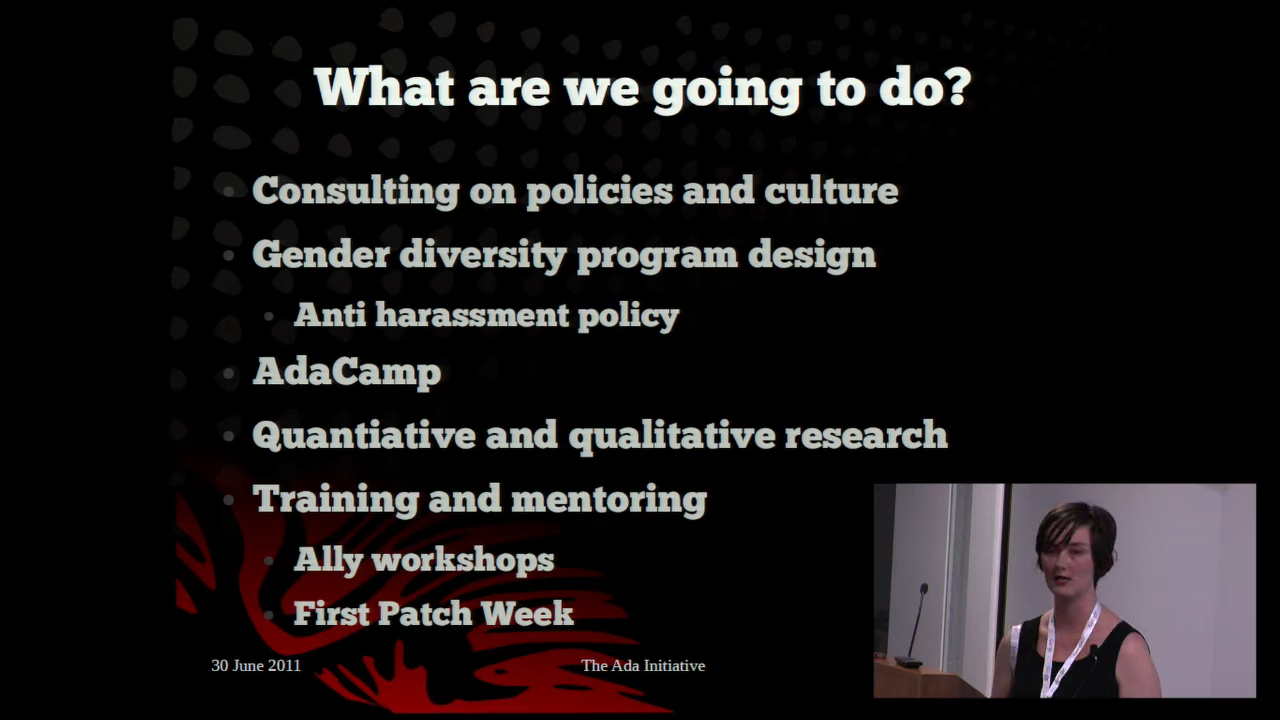 What are we going to do?
Consulting on policies and culture
Gender diversity program design
Anti harassment policy
AdaCamp
Quantiative and qualitative research
Training and mentoring
Ally workshops
First Patch Week
30 June 2011
The Ada Initiative